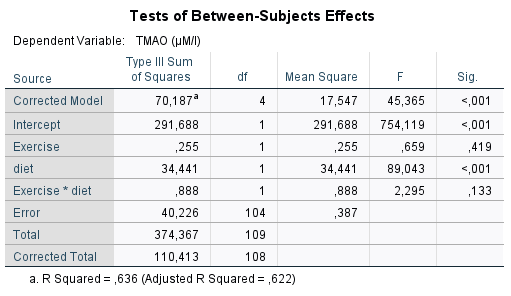 Tests of Between-Subjects Effects
Dependent Variable: TMAO (µM/l)
Source Type III Sum of Squares df Mean Square F Sig.
Corrected Model 70,187a 4 17,547 45,365 <,001
Intercept 291,688 1 291,688 754,119 <,001
Exercise ,255 1 ,255 ,659 ,419
diet 34,441 1 34,441 89,043 <,001
Exercise * diet ,888 1 ,888 2,295 ,133
Error 40,226 104 ,387
Total 374,367 109
Corrected Total 110,413 108
a. R Squared = ,636 (Adjusted R Squared = ,622)